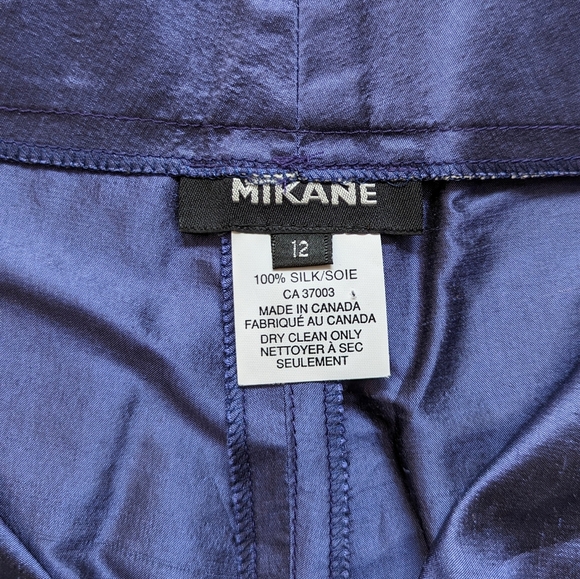 MIKANE
12
100% SILK/SOIE
CA 37003
MADE IN CANADA
FABRIQUÉ AU CANADA
DRY CLEAN ONLY
NETTOYER À SEC
SEULEMENT